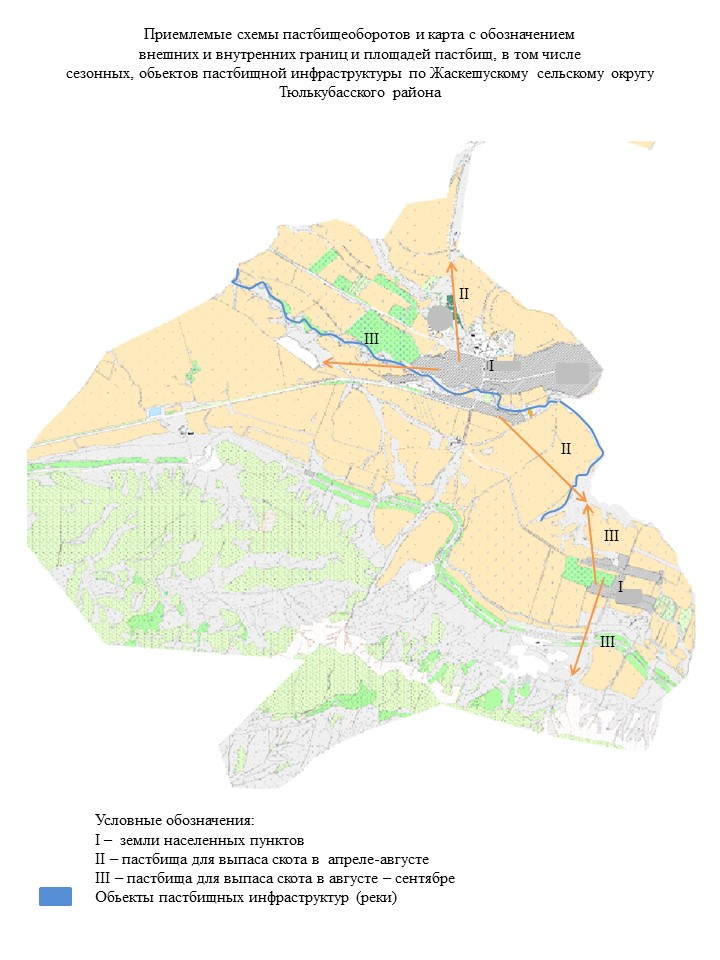 Приемлемые схемы пастбищеоборотов и карта с обозначением
внешних и внутренних границ и площадей пастбищ, в том числе
сезонных, обьектов пастбищной инфраструктуры по Жаскешускому сельскому округу
Тюлькубасского района
II
III
I
II
III
I
III
Условные обозначения:
I – земли населенных пунктов
II – пастбища для выпаса скота в апреле-августе
III – пастбища для выпаса скота в августе – сентябре
Обьекты пастбищных инфраструктур (реки)